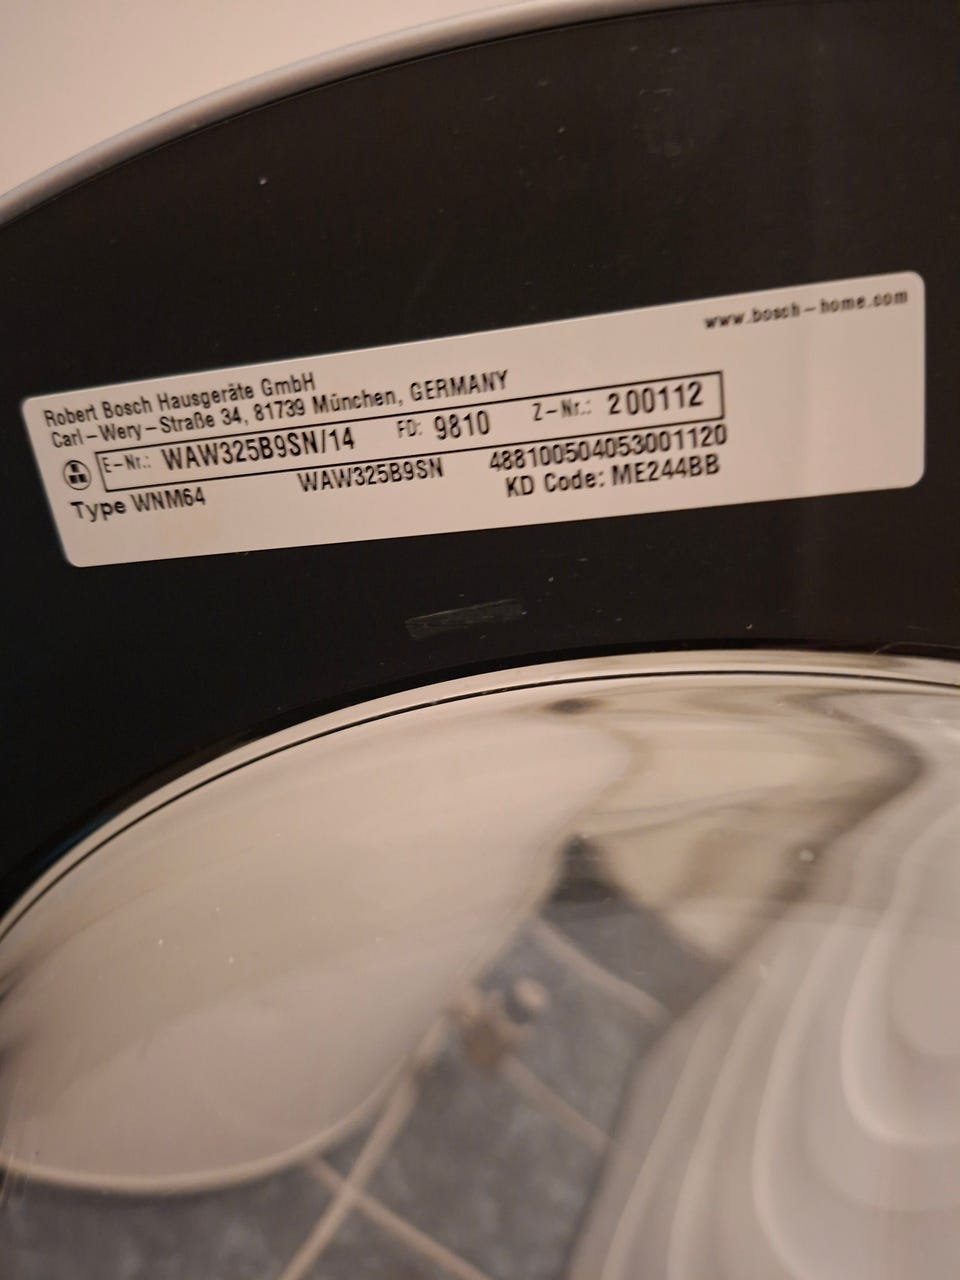 www.bosch-home.com
Robert Bosch Hausgeräte GmbH
Carl-Wery-Straße 34, 81739 München, GERMANY
E-Nr.: WAW325B9SN/14 FD: 9810 Z-Nr.: 200112
Type WNM64 WAW325B9SN 488100504053001120
KD Code: ME244BB